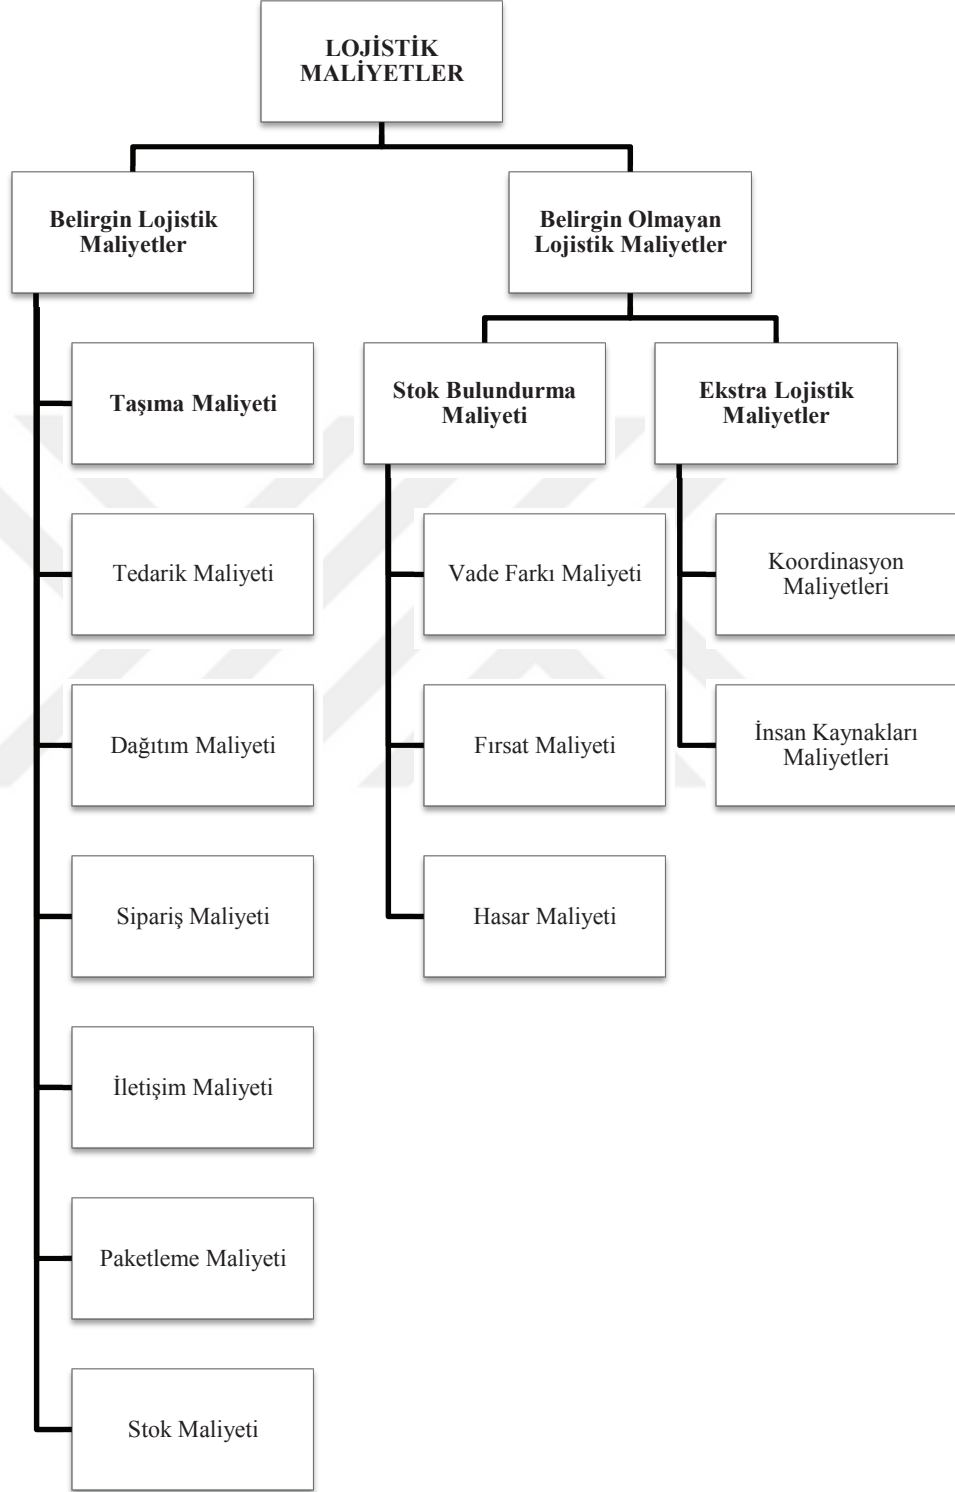 LOJİSTİK
MALİYETLER
Belirgin Lojistik
Maliyetler
Belirgin Olmayan
Lojistik Maliyetler
Taşıma Maliyeti
Stok Bulundurma
Maliyeti
Ekstra Lojistik
Maliyetler
Tedarik Maliyeti
Vade Farkı Maliyeti
Koordinasyon
Maliyetleri
Dağıtım Maliyeti
Fırsat Maliyeti
İnsan Kaynakları
Maliyetleri
Sipariş Maliyeti
Hasar Maliyeti
İletişim Maliyeti
Paketleme Maliyeti
Stok Maliyeti